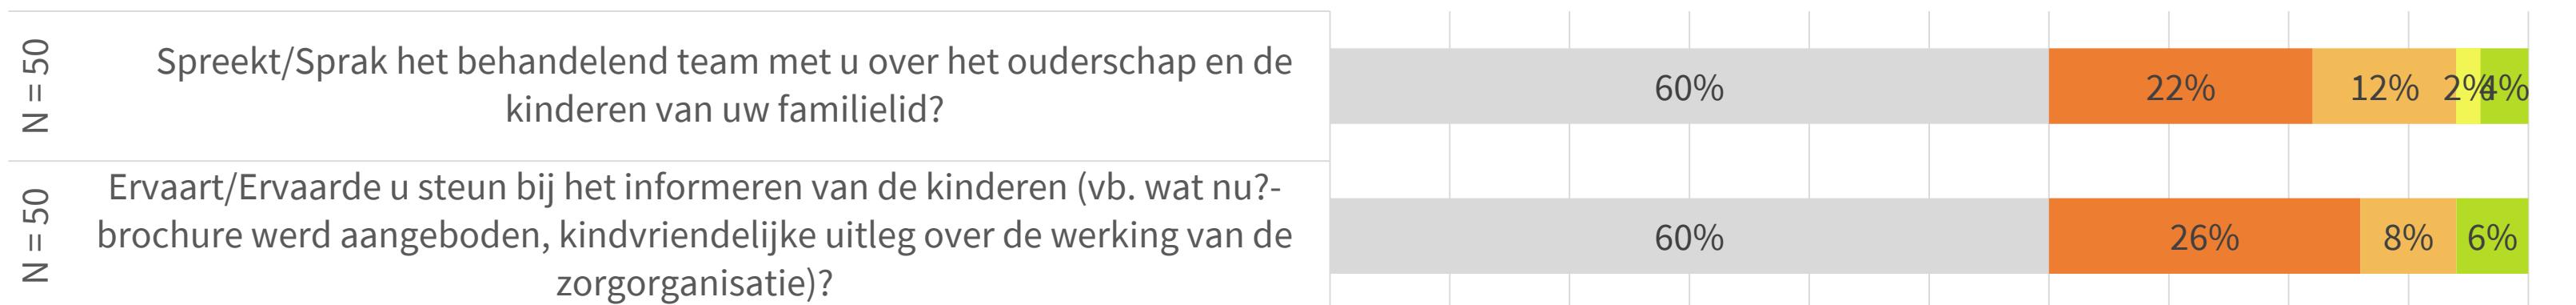 N = 50
Spreekt/Sprak het behandelend team met u over het ouderschap en de
kinderen van uw familielid?
60% 22% 12% 2% 4%
N = 50
Ervaart/Ervaarde u steun bij het informeren van de kinderen (vb. wat nu?-
brochure werd aangeboden, kindvriendelijke uitleg over de werking van de
zorgorganisatie)?
60% 26% 8% 6%